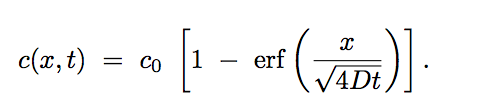 c(x, t) = c₀ [1 − erf (x / √4Dt)].